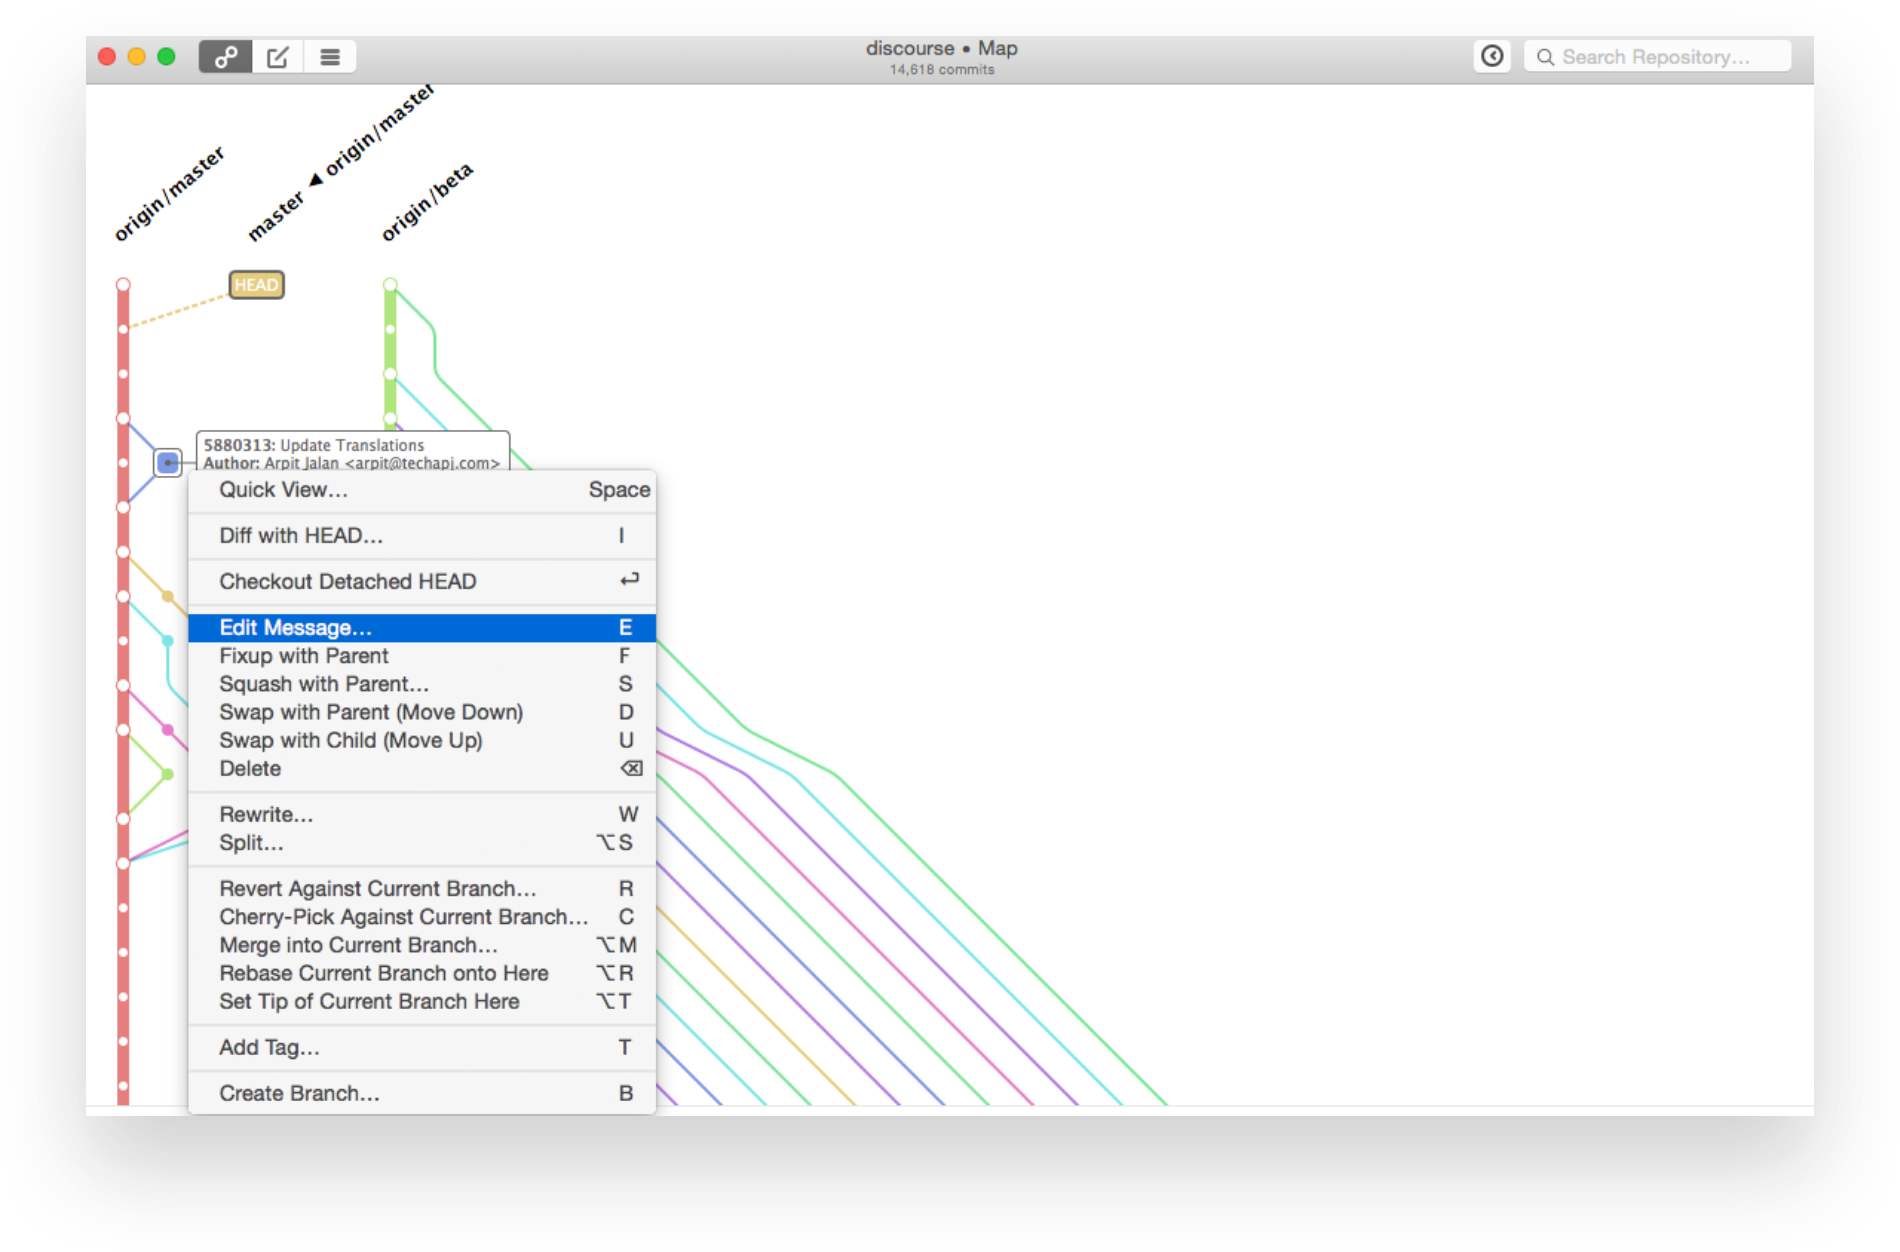 discourse • Map
14,618 commits
Search Repository...
origin/master
master ◀ origin/master
origin/beta
HEAD
5880313: Update Translations
Author: Arpit Jalan <arpit@techapj.com>
Quick View... Space
Diff with HEAD... I
Checkout Detached HEAD ↩
Edit Message... E
Fixup with Parent F
Squash with Parent... S
Swap with Parent (Move Down) D
Swap with Child (Move Up) U
Delete ⌫
Rewrite... W
Split... ⌥S
Revert Against Current Branch... R
Cherry-Pick Against Current Branch... C
Merge into Current Branch... ⌥M
Rebase Current Branch onto Here ⌥R
Set Tip of Current Branch Here ⌥T
Add Tag... T
Create Branch... B